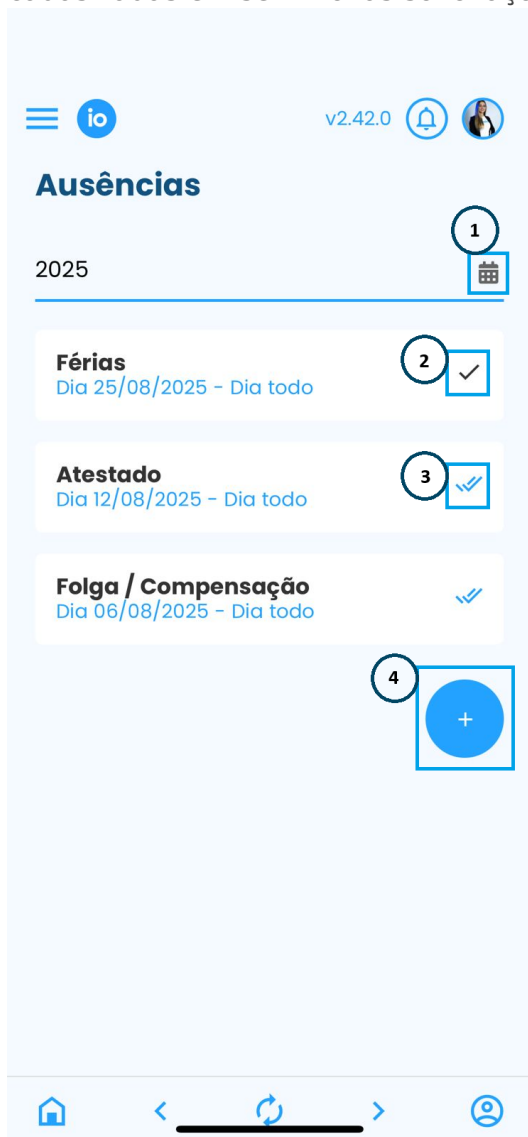 io
v2.42.0
Ausências
1
2025
Férias
2
Dia 25/08/2025 - Dia todo
Atestado
3
Dia 12/08/2025 - Dia todo
Folga / Compensação
Dia 06/08/2025 - Dia todo
4
+